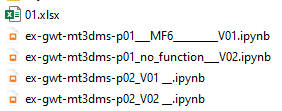 01.xlsx
ex-gwt-mt3dms-p01___MF6________V01.ipynb
ex-gwt-mt3dms-p01_no_function___V02.ipynb
ex-gwt-mt3dms-p02_V01 __.ipynb
ex-gwt-mt3dms-p02_V02 __.ipynb